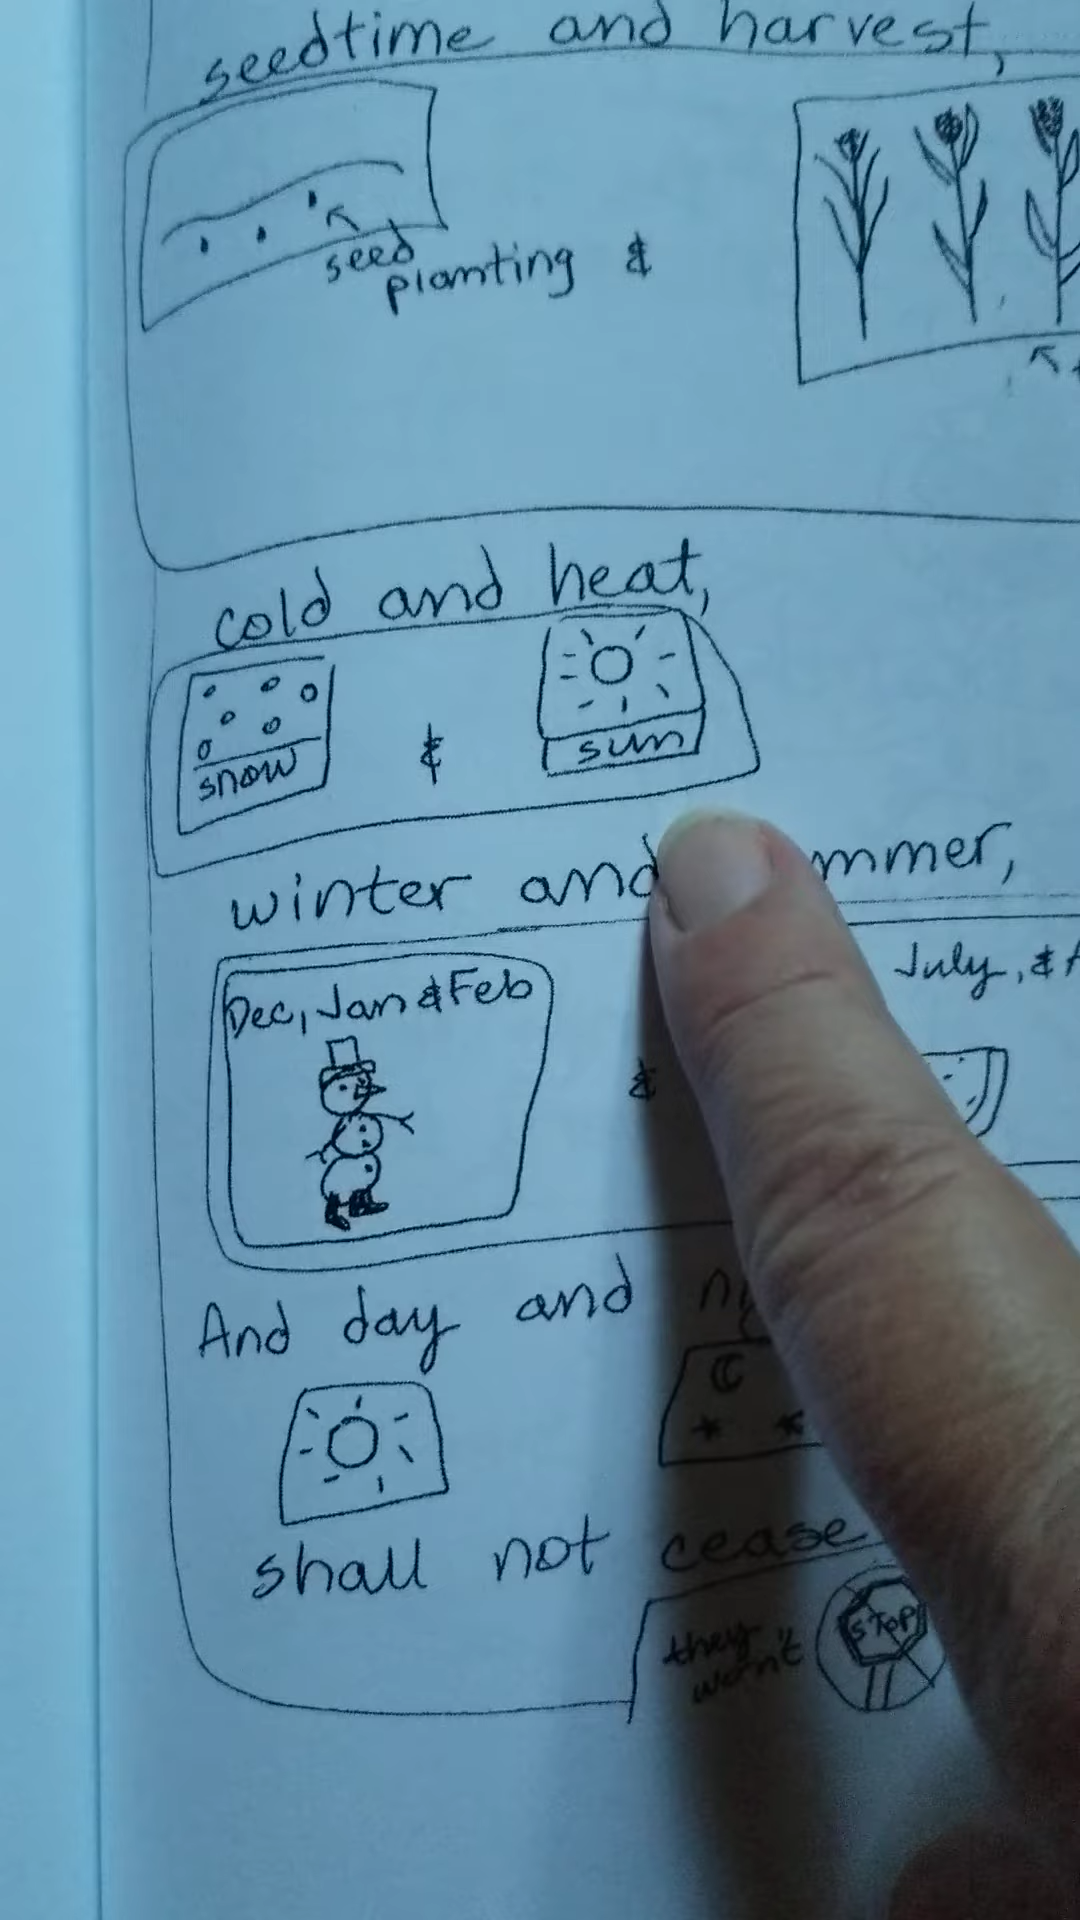 seedtime and harvest,
seed
planting &
cold and heat,
snow & sun
winter and mmer,
Dec, Jan & Feb & July, &
And day and
shall not cease
they
won't
STOP